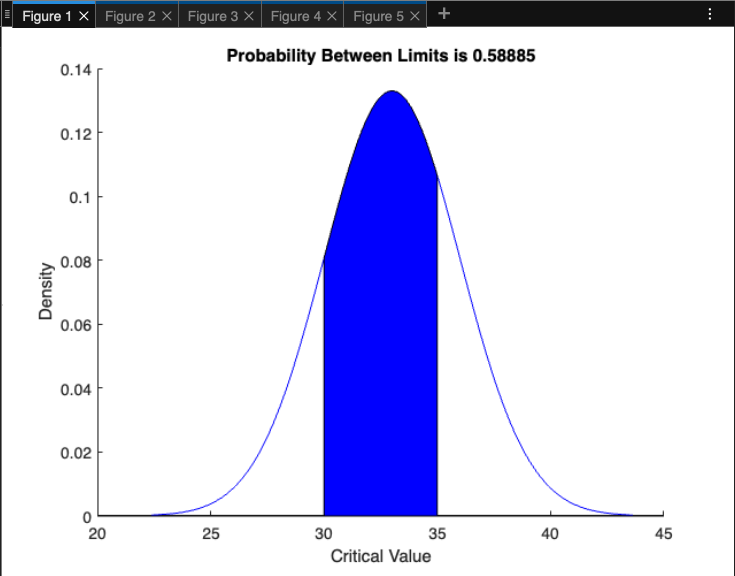 Figure 1 × Figure 2 × Figure 3 × Figure 4 × Figure 5 × +
Probability Between Limits is 0.58885
0.14
0.12
0.1
0.08
0.06
0.04
0.02
0
Density
20 25 30 35 40 45
Critical Value